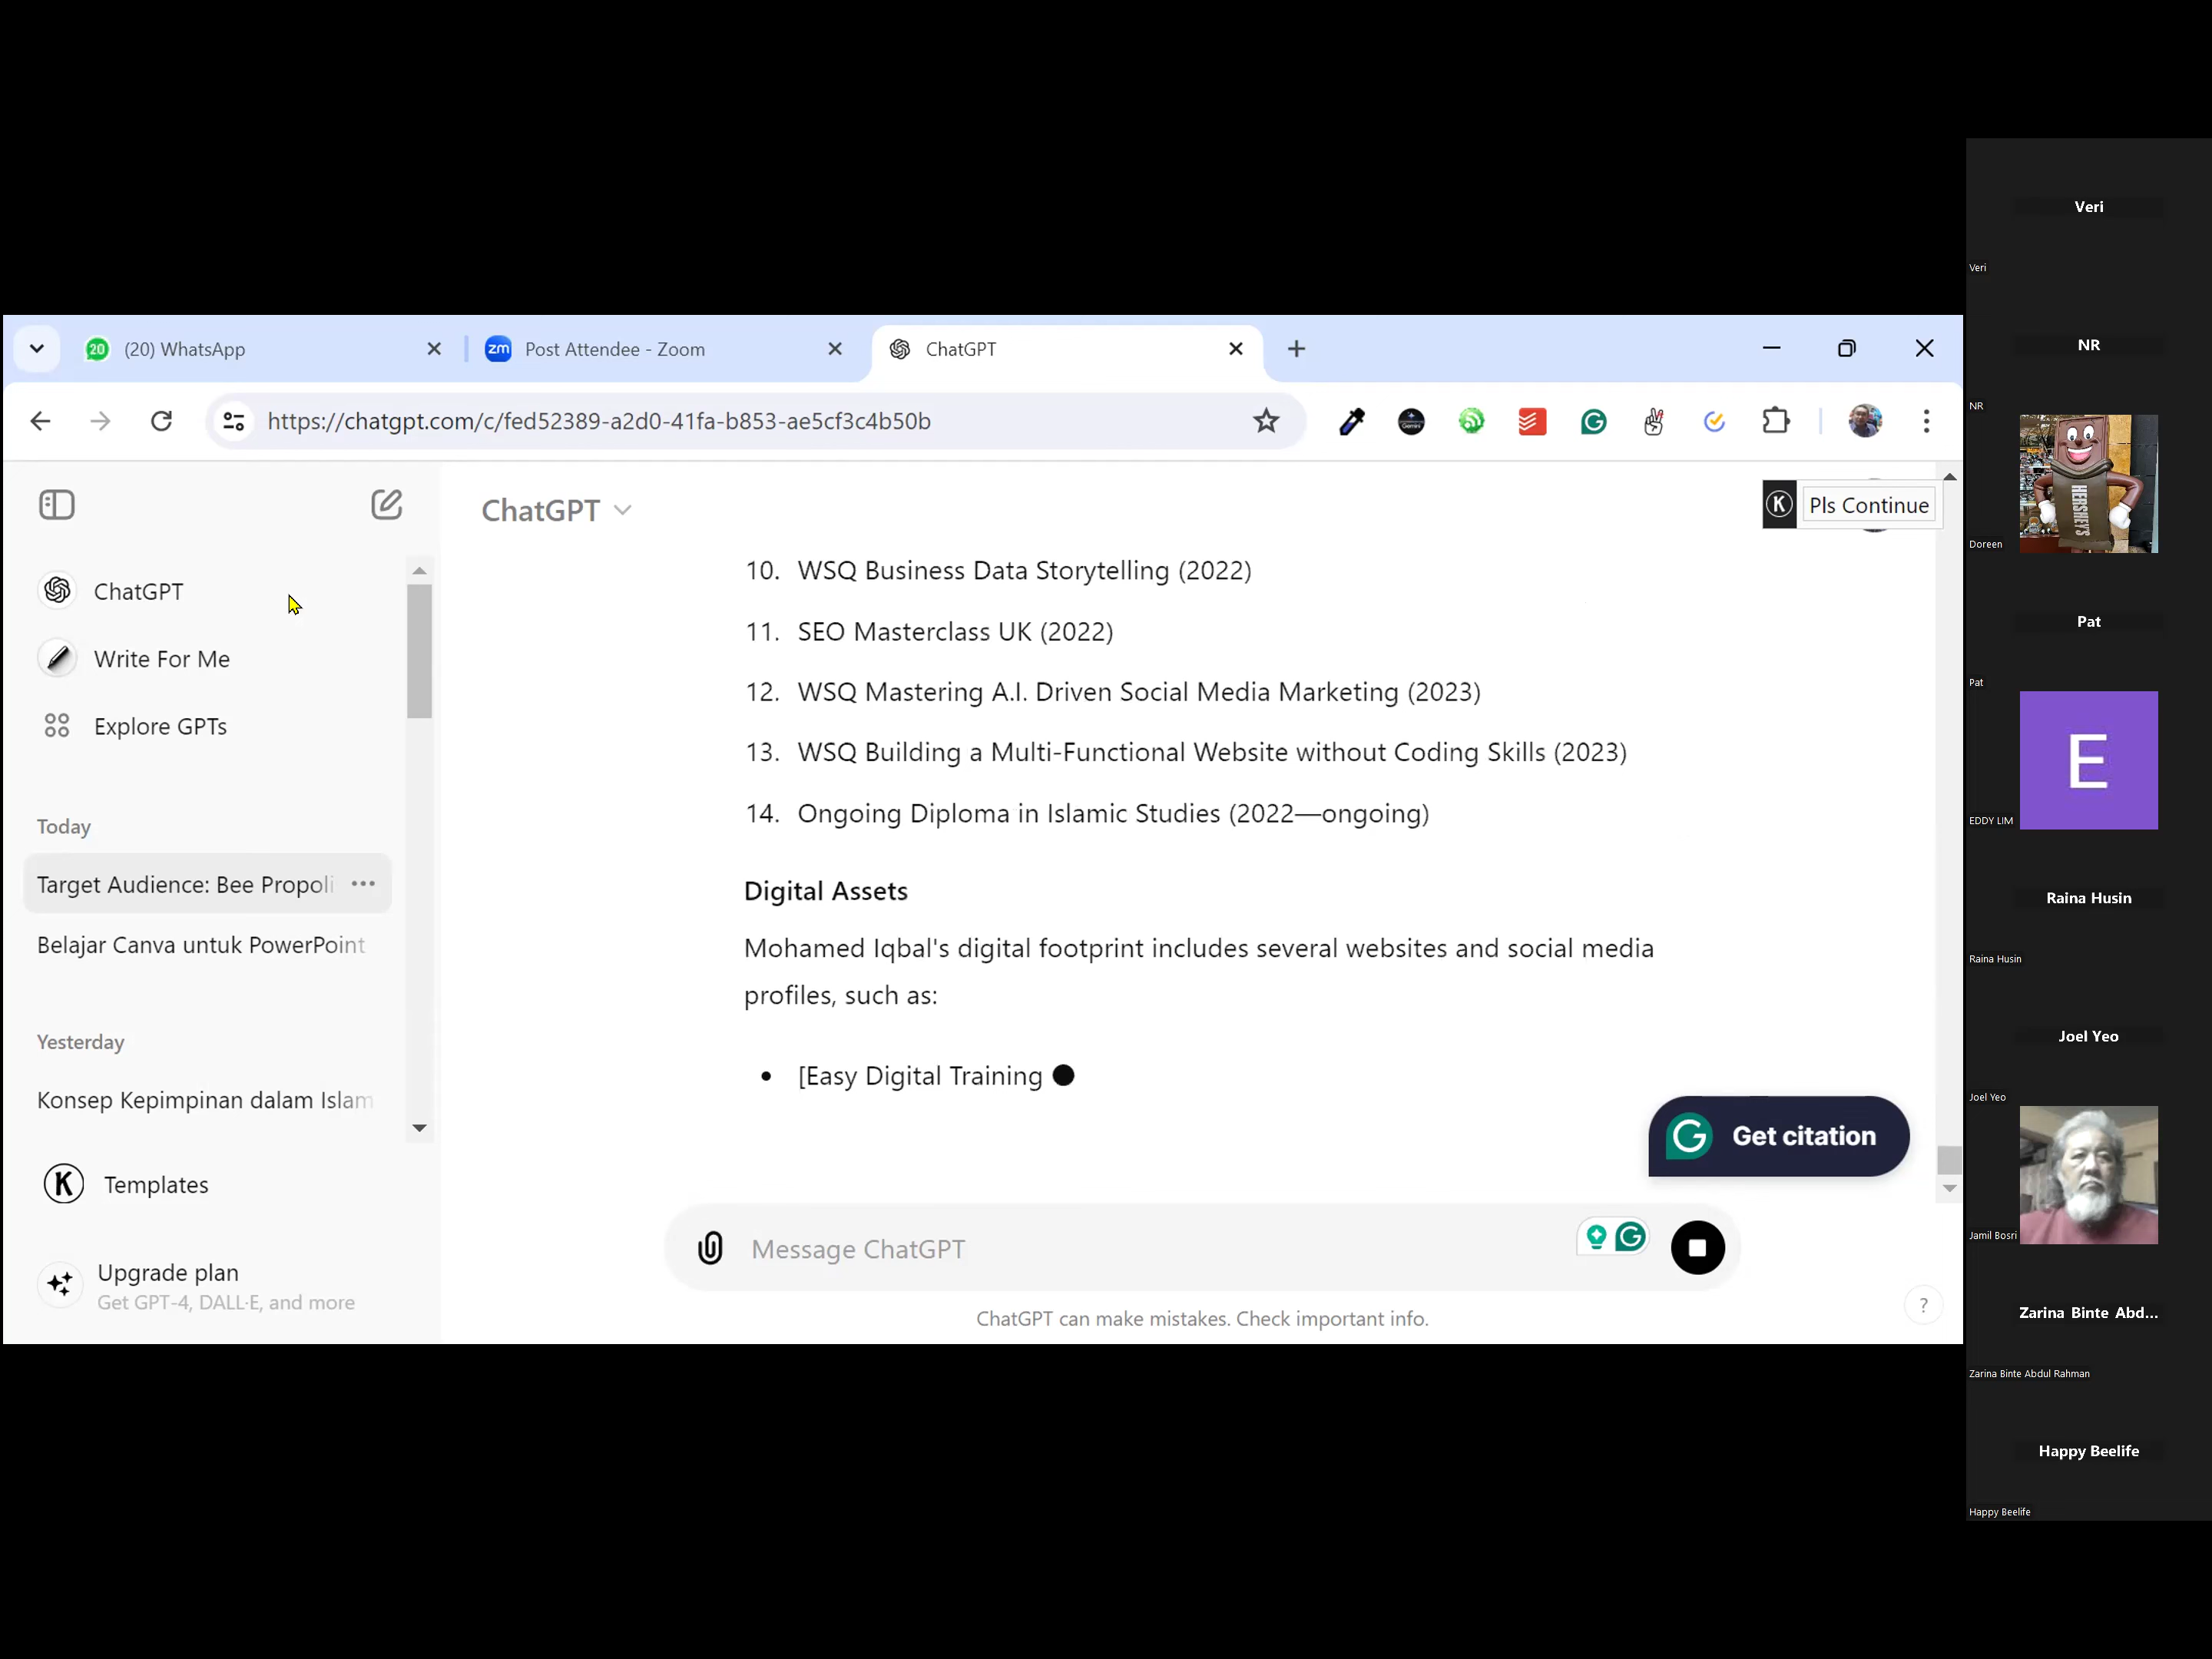 20
(20) WhatsApp
zm
Post Attendee - Zoom
ChatGPT
https://chatgpt.com/c/fed52389-a2d0-41fa-b853-ae5cf3c4b50b
ChatGPT
Write For Me
Explore GPTs
Today
Target Audience: Bee Propoli
Belajar Canva untuk PowerPoint
Yesterday
Konsep Kepimpinan dalam Islam
K
Templates
Upgrade plan
Get GPT-4, DALL·E, and more
ChatGPT
K
Pls Continue
10. WSQ Business Data Storytelling (2022)
11. SEO Masterclass UK (2022)
12. WSQ Mastering A.I. Driven Social Media Marketing (2023)
13. WSQ Building a Multi-Functional Website without Coding Skills (2023)
14. Ongoing Diploma in Islamic Studies (2022—ongoing)
Digital Assets
Mohamed Iqbal's digital footprint includes several websites and social media
profiles, such as:
• [Easy Digital Training
G Get citation
Message ChatGPT
ChatGPT can make mistakes. Check important info.
?
Veri
Veri
NR
NR
HERSHEY'S
Doreen
Pat
Pat
E
EDDY LIM
Raina Husin
Raina Husin
Joel Yeo
Joel Yeo
Jamil Bosri
Zarina Binte Abd...
Zarina Binte Abdul Rahman
Happy Beelife
Happy Beelife